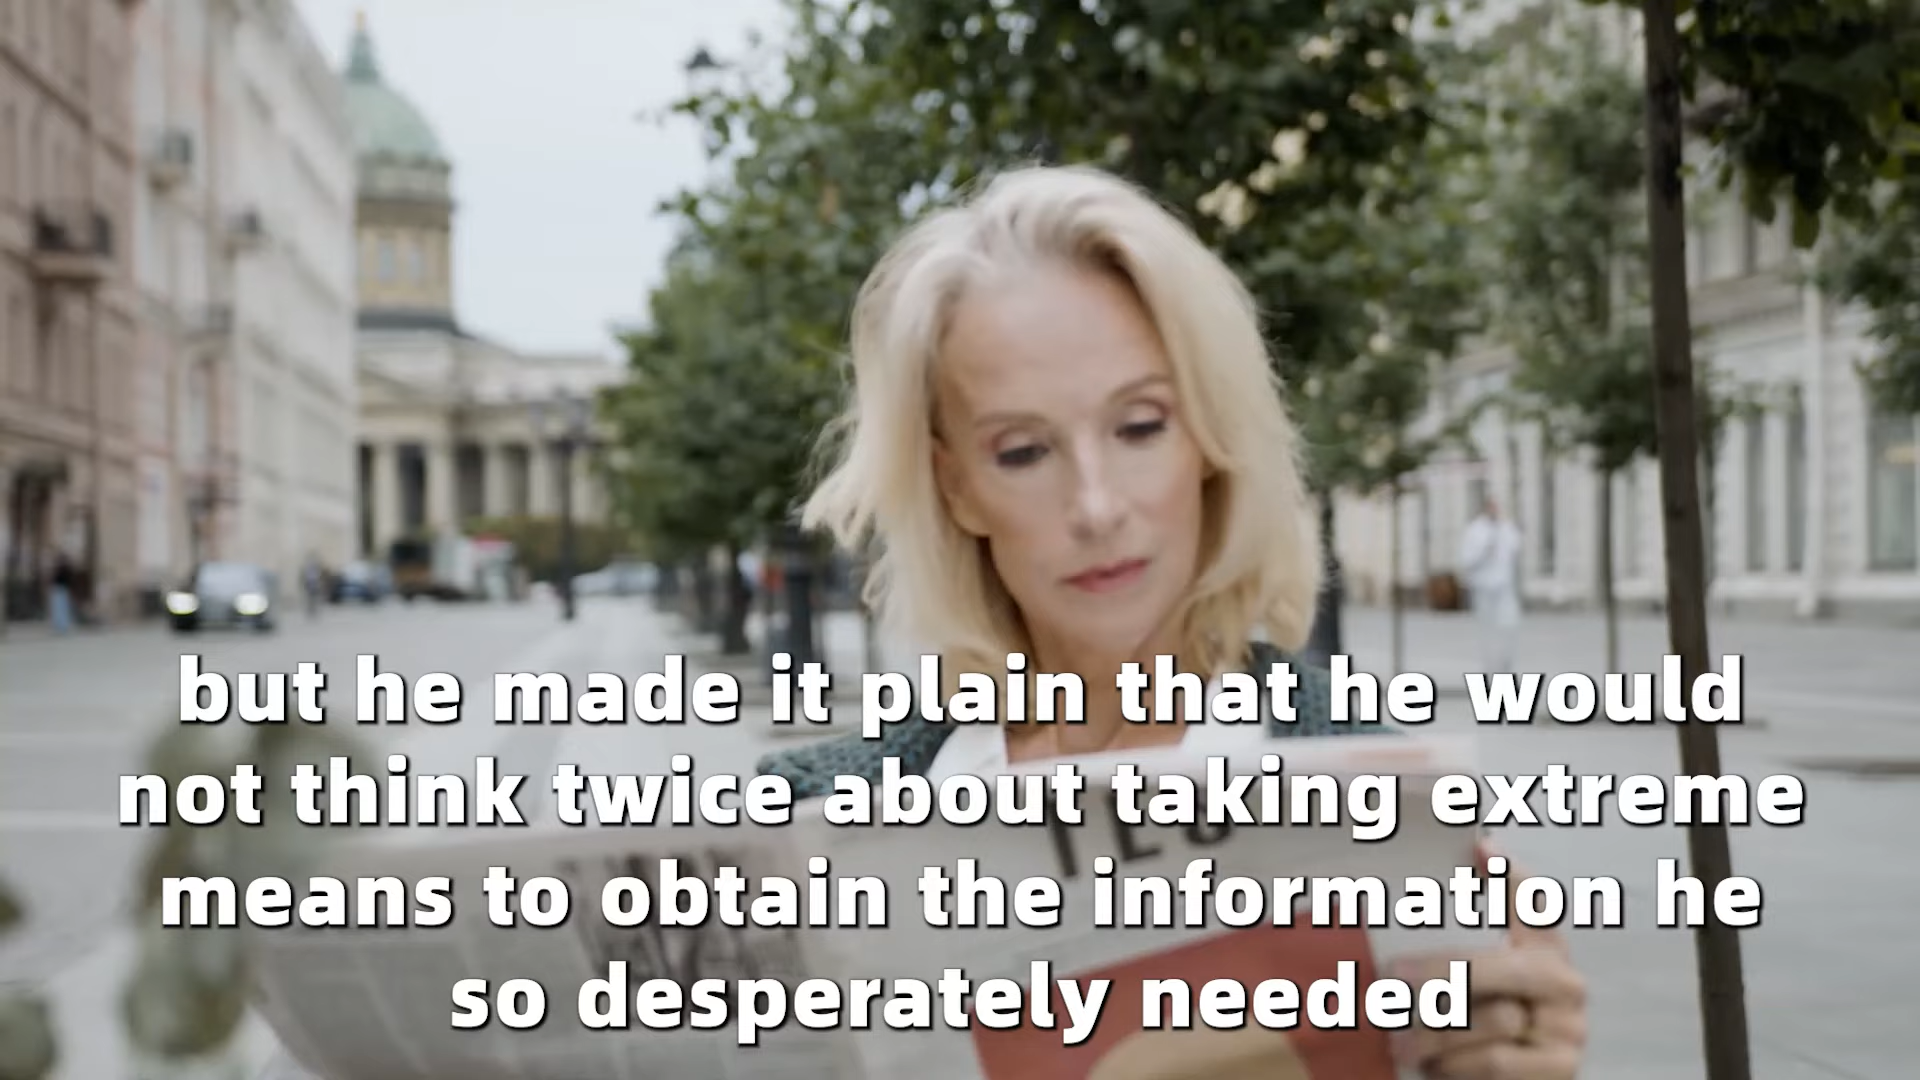 but he made it plain that he would
not think twice about taking extreme
means to obtain the information he
so desperately needed